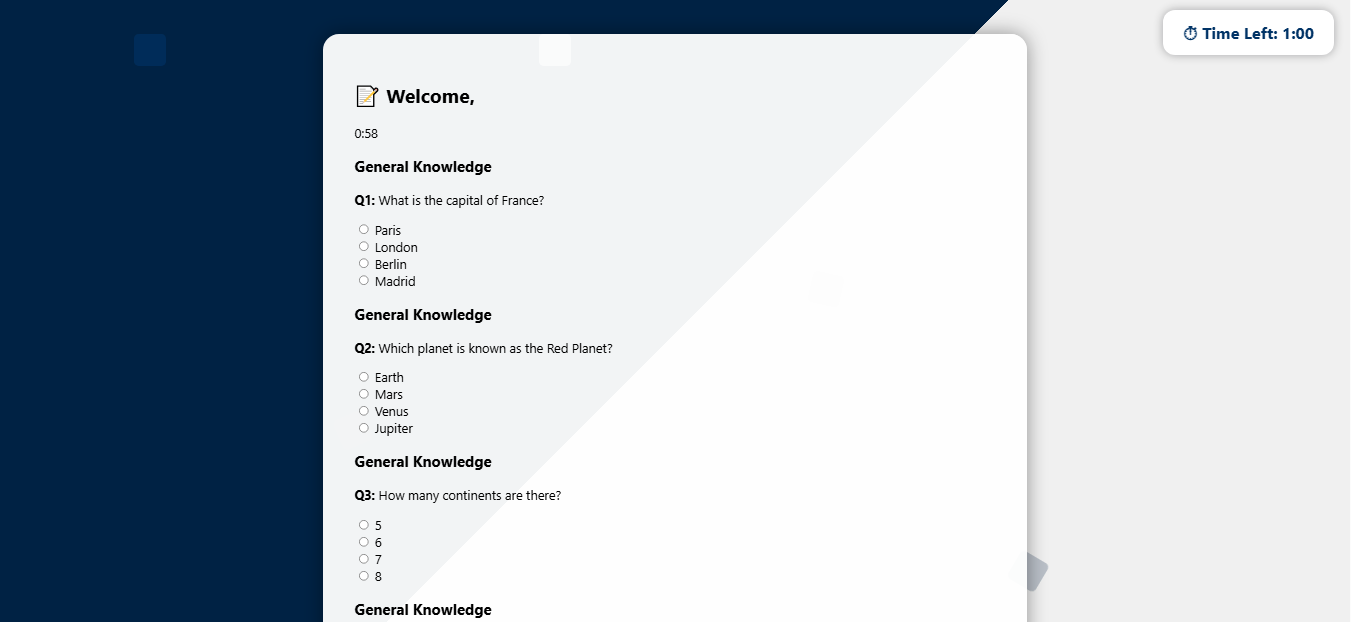 ⏱ Time Left: 1:00
📝 Welcome,
0:58
General Knowledge
Q1: What is the capital of France?
Paris
London
Berlin
Madrid
General Knowledge
Q2: Which planet is known as the Red Planet?
Earth
Mars
Venus
Jupiter
General Knowledge
Q3: How many continents are there?
5
6
7
8
General Knowledge